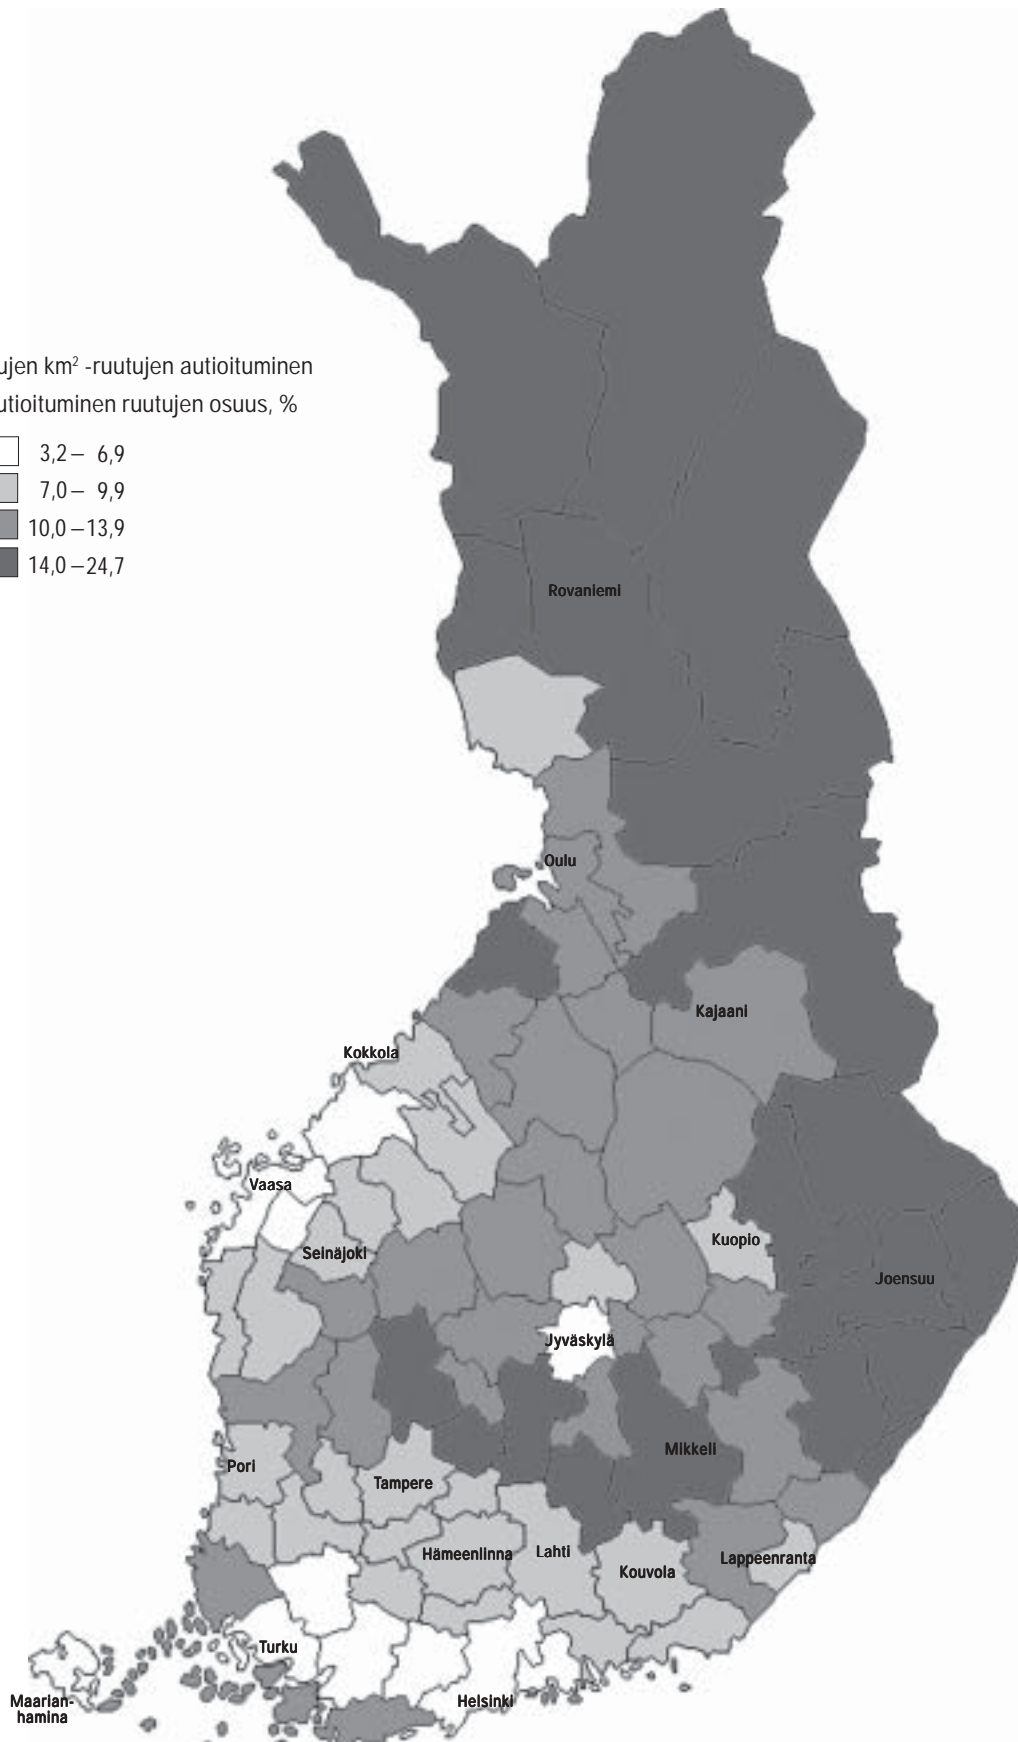 ujen km² -ruutujen autioituminen
utioituminen ruutujen osuus, %
3,2 – 6,9
7,0 – 9,9
10,0 – 13,9
14,0 – 24,7
Rovaniemi
Oulu
Kajaani
Kokkola
Vaasa
Seinäjoki
Kuopio
Joensuu
Jyväskylä
Mikkeli
Pori
Tampere
Hämeenlinna
Lahti
Kouvola
Lappeenranta
Turku
Helsinki
Maarian-
hamina